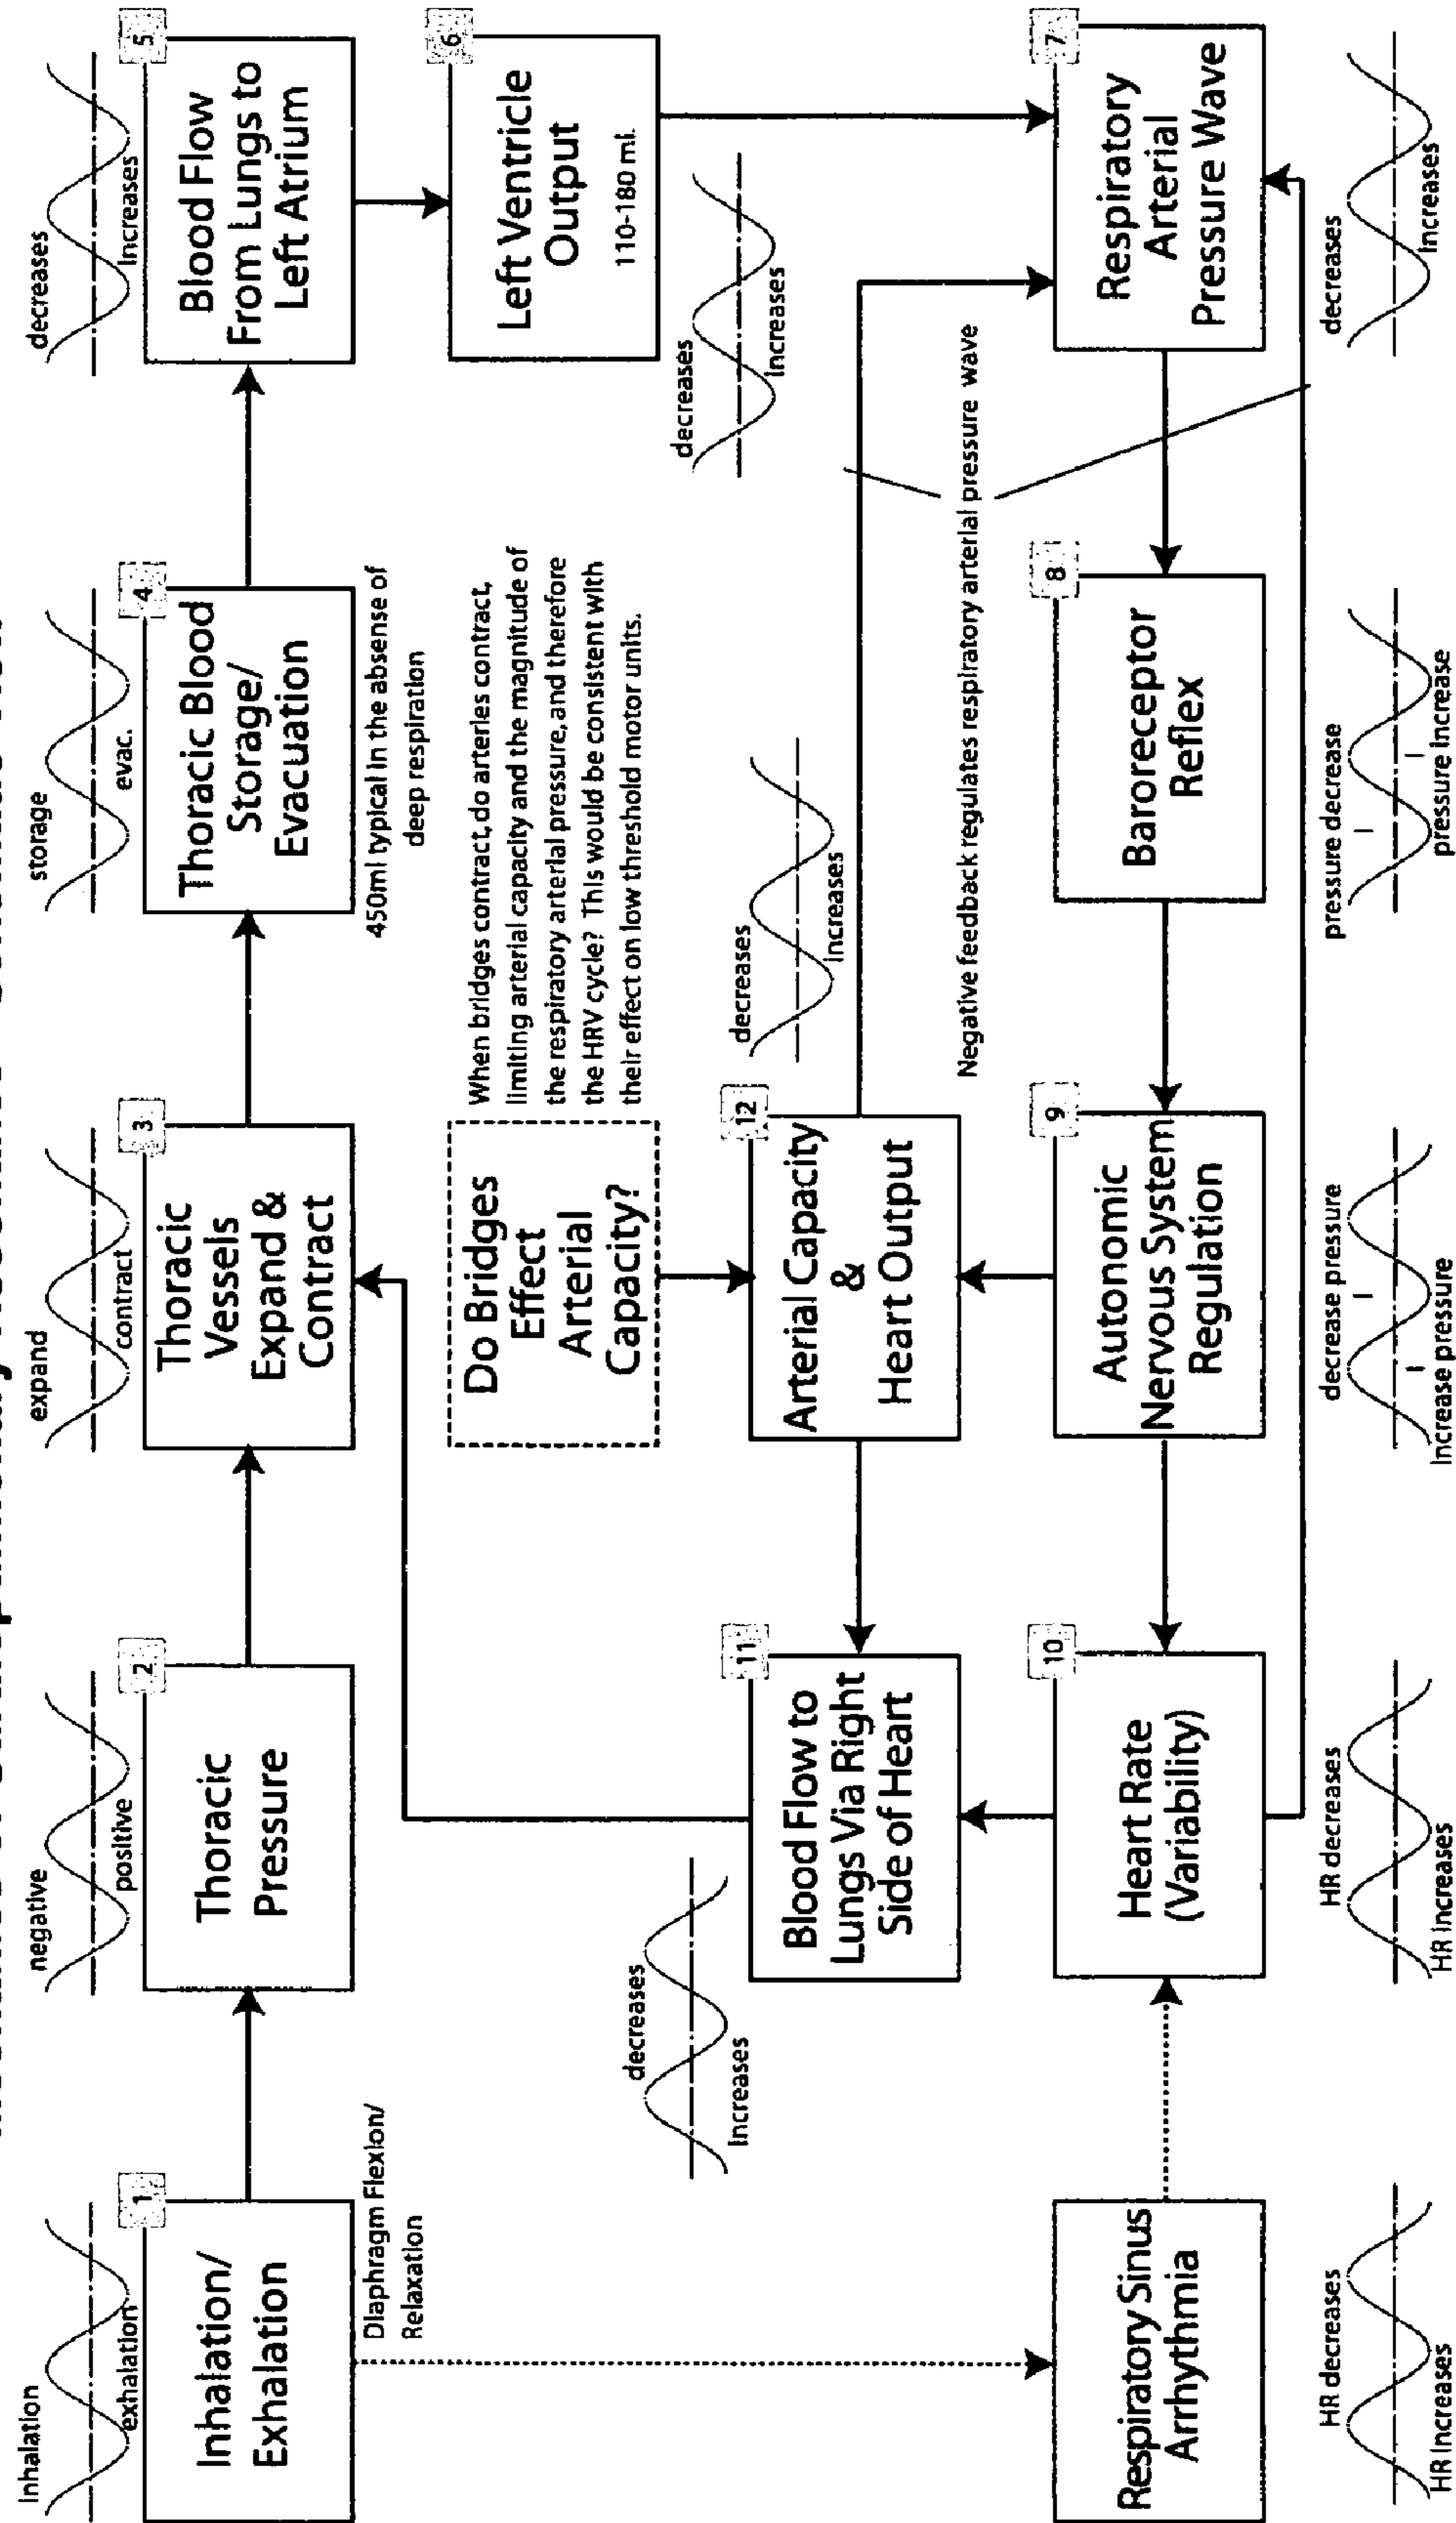 Inhalation
exhalation
1
Inhalation/
Exhalation
Diaphragm Flexion/
Relaxation
negative
positive
2
Thoracic
Pressure
expand
contract
3
Thoracic
Vessels
Expand &
Contract
storage
evac.
4
Thoracic Blood
Storage/
Evacuation
450ml typical in the absense of
deep respiration
decreases
Increases
5
Blood Flow
From Lungs to
Left Atrium
6
Left Ventricle
Output
110-180 ml.
decreases
increases
Do Bridges
Effect
Arterial
Capacity?
When bridges contract, do arteries contract,
limiting arterial capacity and the magnitude of
the respiratory arterial pressure, and therefore
the HRV cycle? This would be consistent with
their effect on low threshold motor units.
decreases
Increases
11
Blood Flow to
Lungs Via Right
Side of Heart
12
Arterial Capacity
&
Heart Output
decreases
increases
Negative feedback regulates respiratory arterial pressure wave
Respiratory Sinus
Arrhythmia
HR decreases
HR Increases
10
Heart Rate
(Variability)
HR decreases
HR Increases
9
Autonomic
Nervous System
Regulation
decrease pressure
Increase pressure
8
Baroreceptor
Reflex
pressure decrease
pressure Increase
7
Respiratory
Arterial
Pressure Wave
decreases
Increases